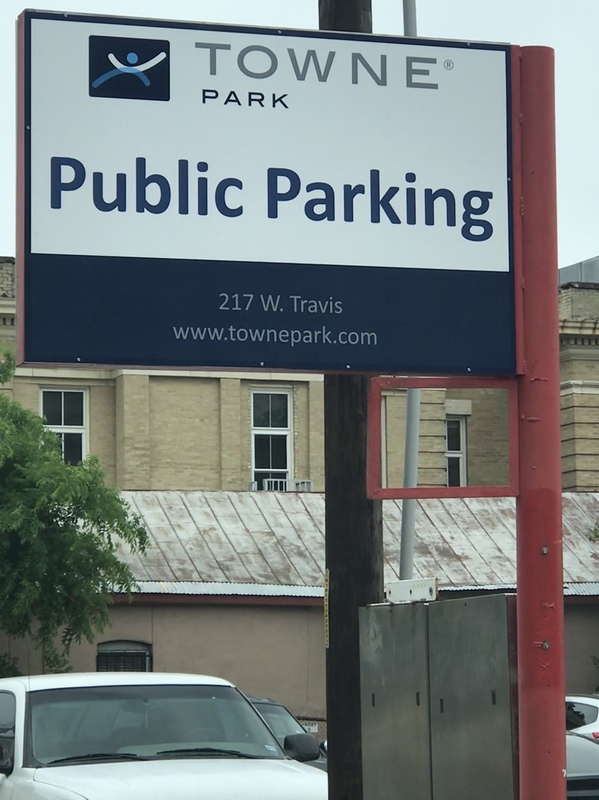 TOWNE®
PARK
Public Parking
217 W. Travis
www.townepark.com